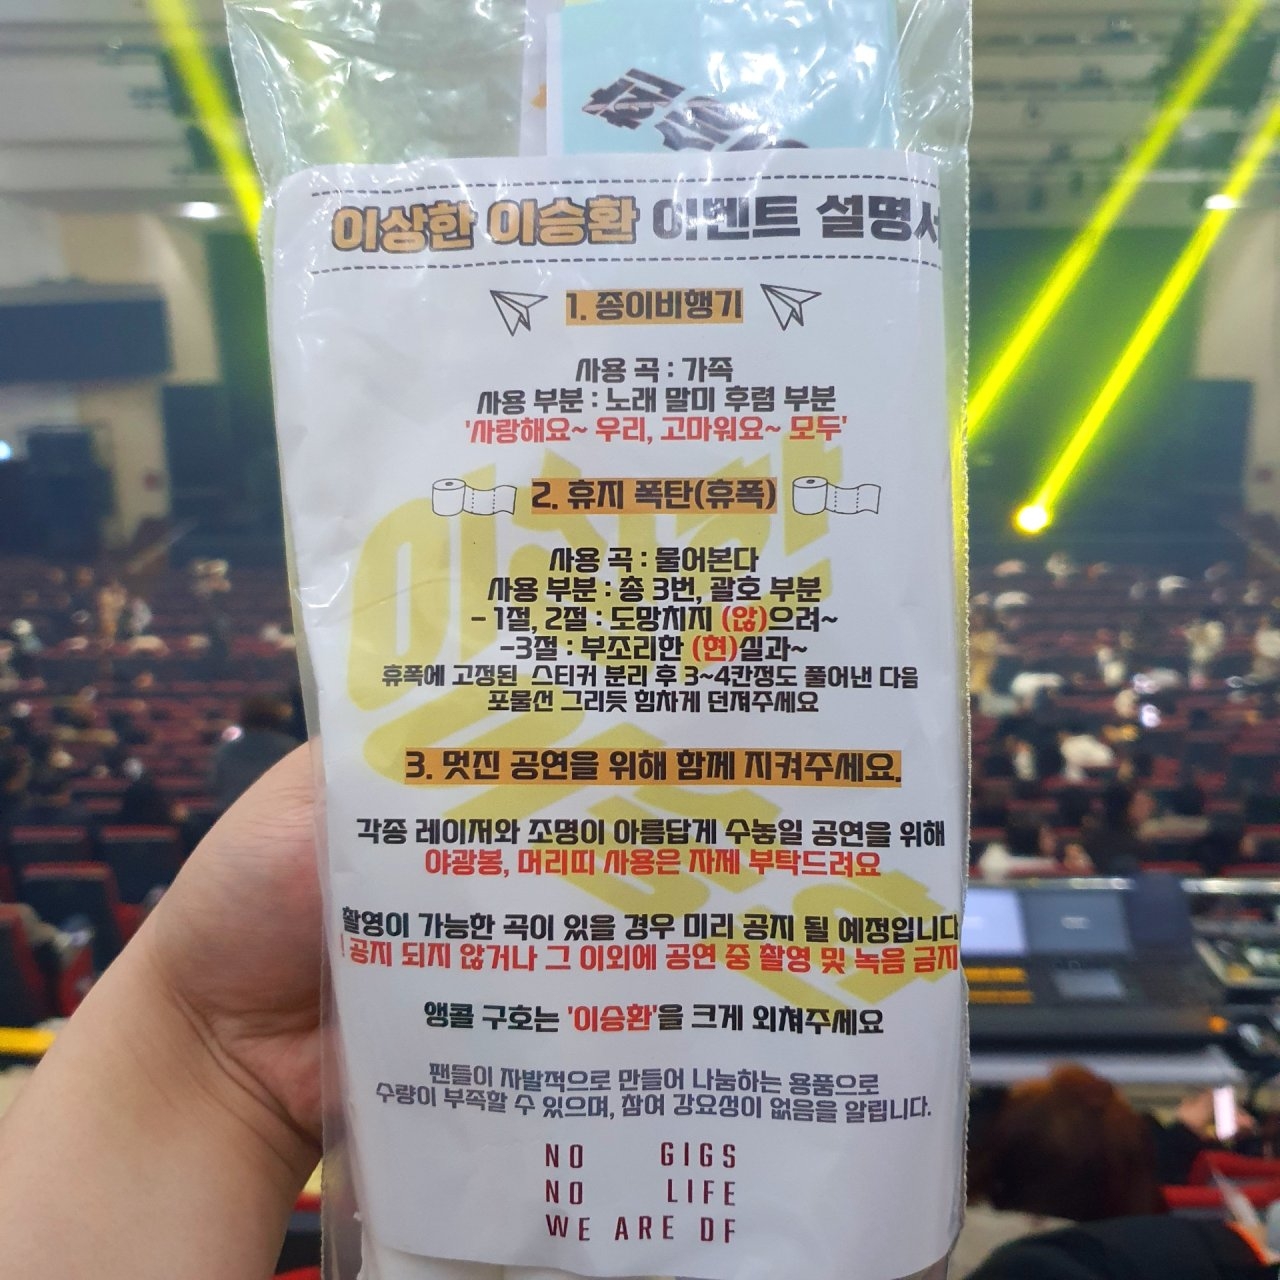 이상한 이승환 이벤트 설명서
1. 종이비행기
사용 곡 : 가족
사용 부분 : 노래 말미 후렴 부분
'사랑해요~ 우리, 고마워요~ 모두'
2. 휴지 폭탄(휴폭)
사용 곡 : 물어본다
사용 부분 : 총 3번, 괄호 부분
- 1절, 2절 : 도망치지 (않)으려~
-3절 : 부조리한 (현)실과~
휴폭에 고정된 스티커 분리 후 3~4칸정도 풀어낸 다음
포물선 그리듯 힘차게 던져주세요
3. 멋진 공연을 위해 함께 지켜주세요.
각종 레이저와 조명이 아름답게 수놓일 공연을 위해
야광봉, 머리띠 사용은 자제 부탁드려요
촬영이 가능한 곡이 있을 경우 미리 공지 될 예정입니다
! 공지 되지 않거나 그 이외에 공연 중 촬영 및 녹음 금지
앵콜 구호는 '이승환'을 크게 외쳐주세요
팬들이 자발적으로 만들어 나눔하는 용품으로
수량이 부족할 수 있으며, 참여 강요성이 없음을 알립니다.
NO GIGS
NO LIFE
WE ARE DF